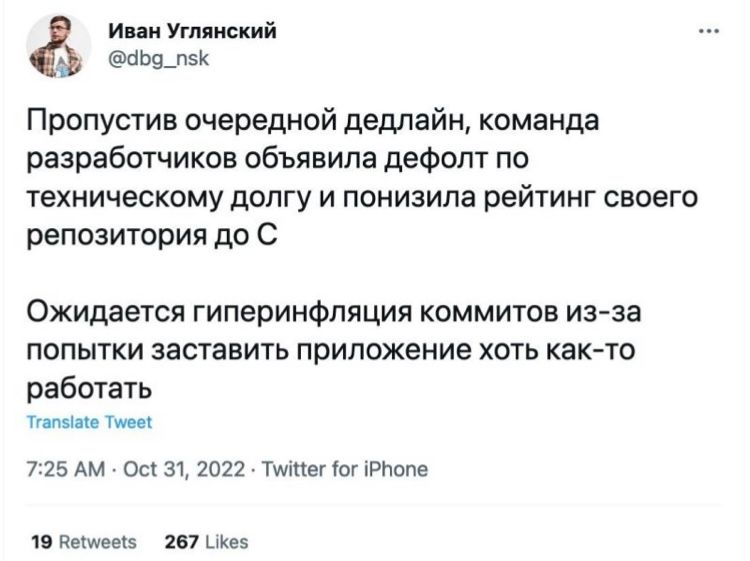 Иван Углянский
@dbg_nsk
Пропустив очередной дедлайн, команда
разработчиков объявила дефолт по
техническому долгу и понизила рейтинг своего
репозитория до C
Ожидается гиперинфляция коммитов из-за
попытки заставить приложение хоть как-то
работать
Translate Tweet
7:25 AM · Oct 31, 2022 · Twitter for iPhone
19 Retweets 267 Likes